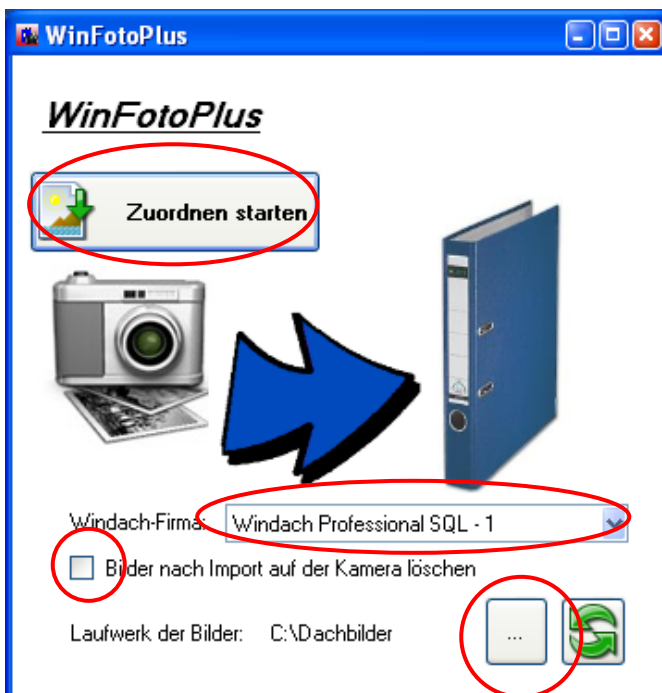 WinFotoPlus
WinFotoPlus
Zuordnen starten
Windach-Firma: Windach Professional SQL - 1
Bilder nach Import auf der Kamera löschen
Laufwerk der Bilder: C:\Dachbilder ...